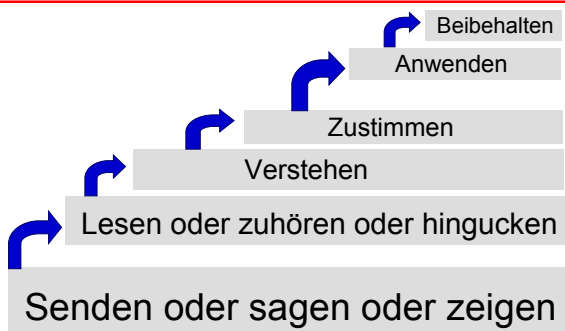 Beibehalten
Anwenden
Zustimmen
Verstehen
Lesen oder zuhören oder hingucken
Senden oder sagen oder zeigen